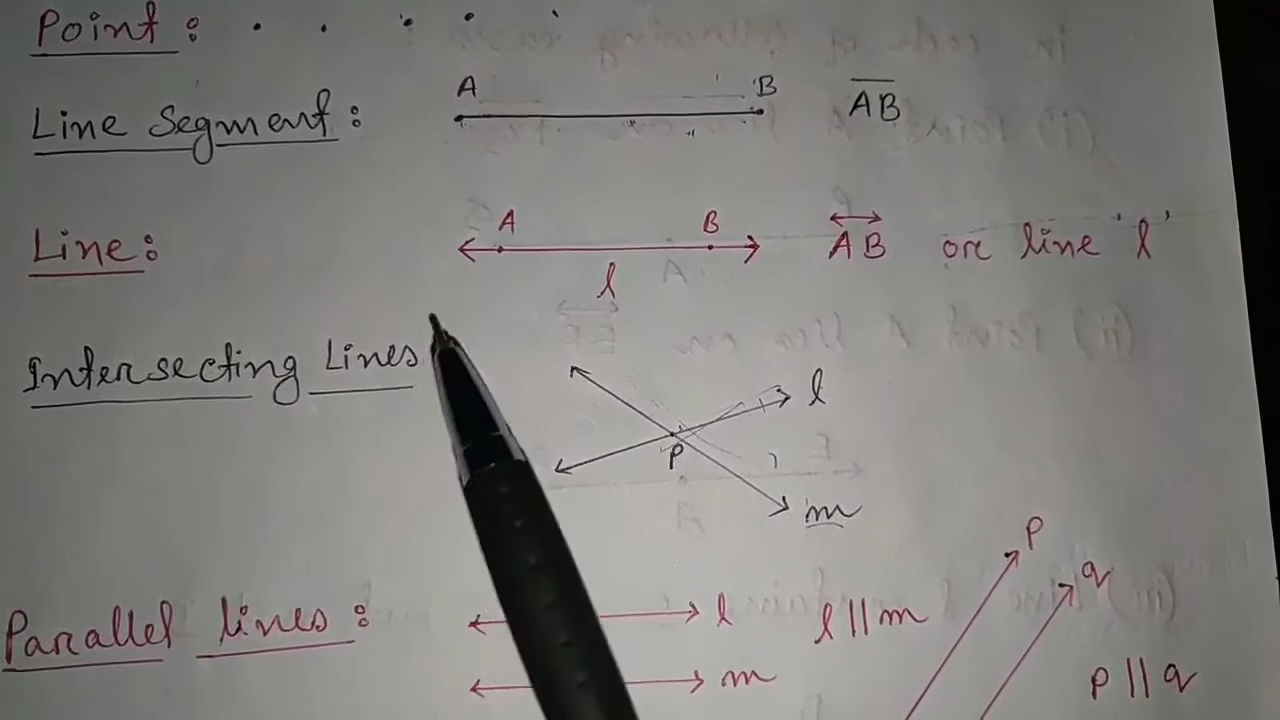 Point:
A B
Line Segment: AB
A B
Line: AB or line 'l'
l
Intersecting Lines
l
P
m
P
q
Parallel lines: l l || m
m p || q